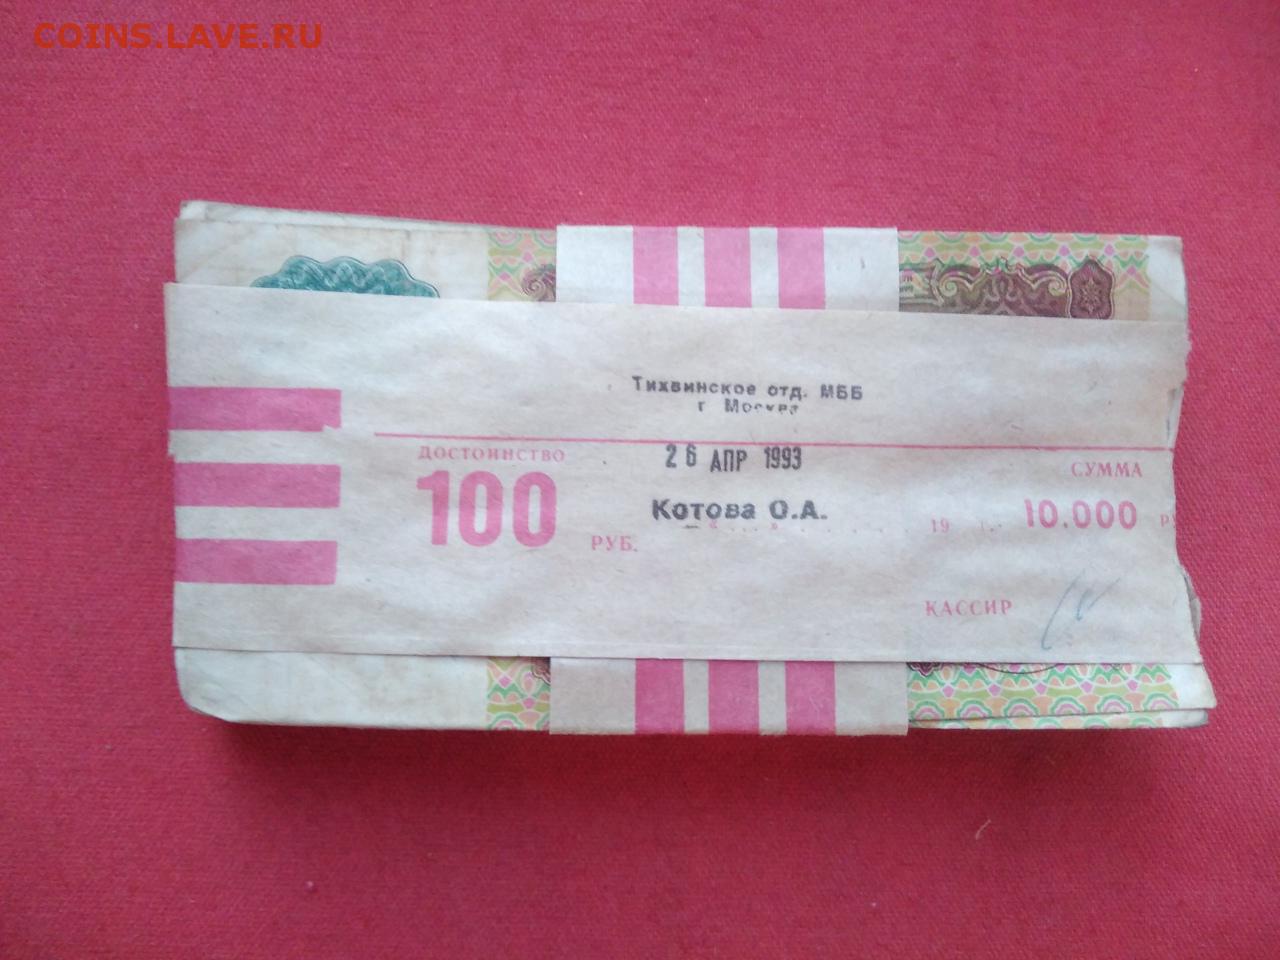 COINS.LAVE.RU
Тихвинское отд. МББ
г Москва
ДОСТОИНСТВО
26 АПР 1993
СУММА
100 РУБ.
Котова О.А.
19 г. 10.000
КАССИР